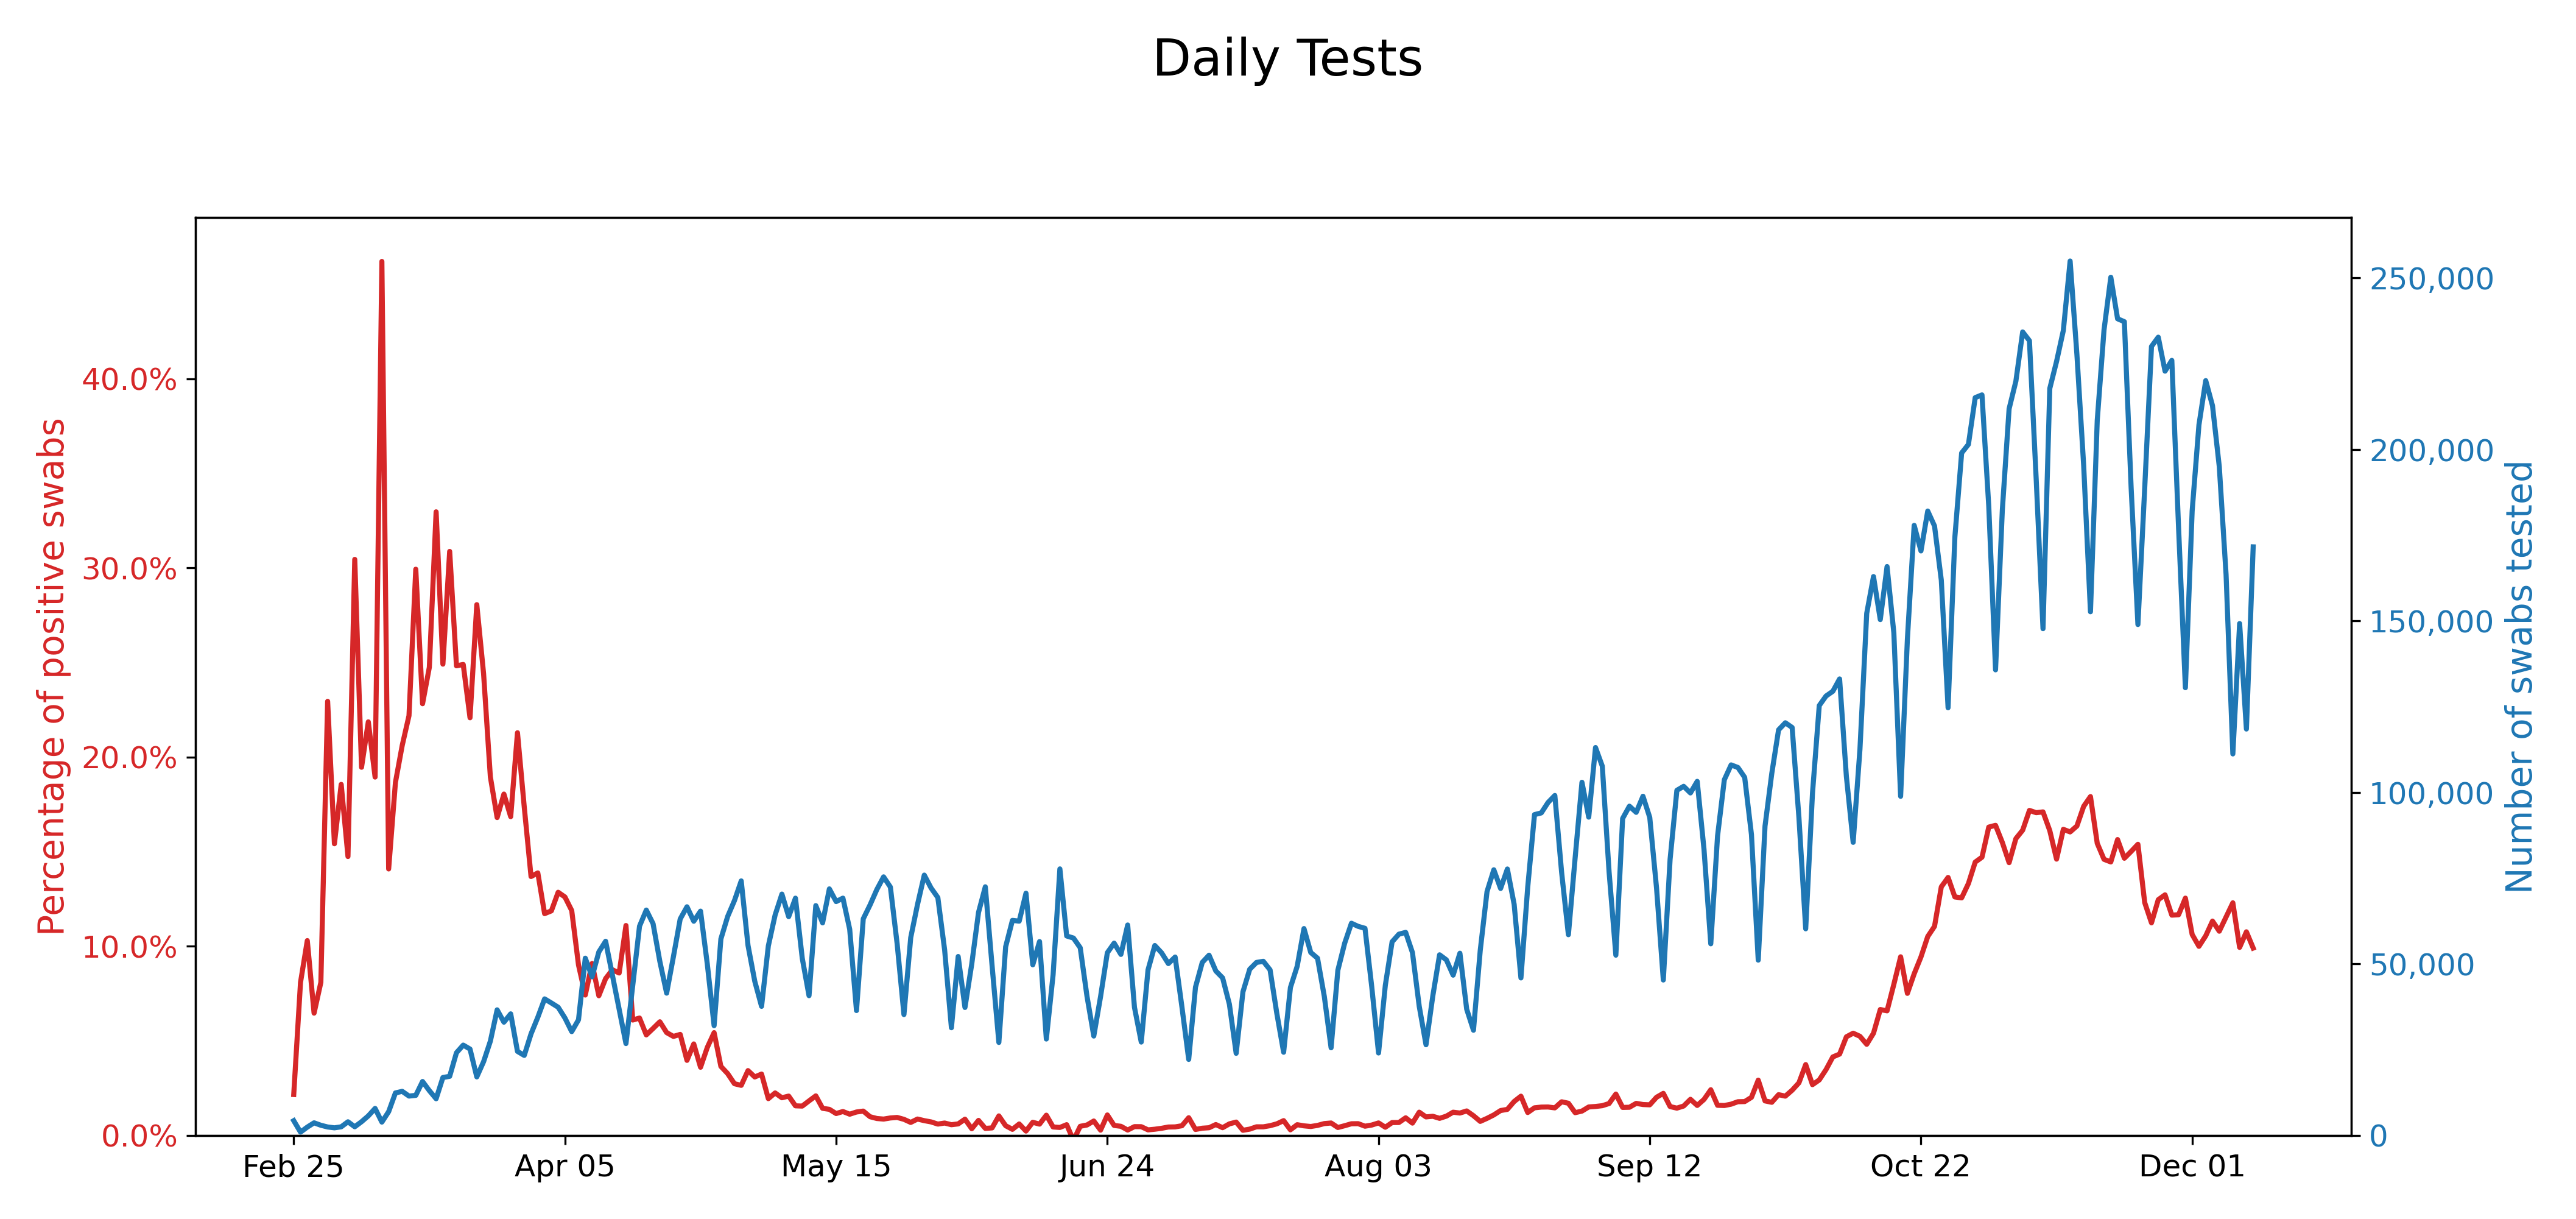 Daily Tests
Percentage of positive swabs
40.0%
30.0%
20.0%
10.0%
0.0%
250,000
200,000
150,000
100,000
50,000
0
Number of swabs tested
Feb 25
Apr 05
May 15
Jun 24
Aug 03
Sep 12
Oct 22
Dec 01